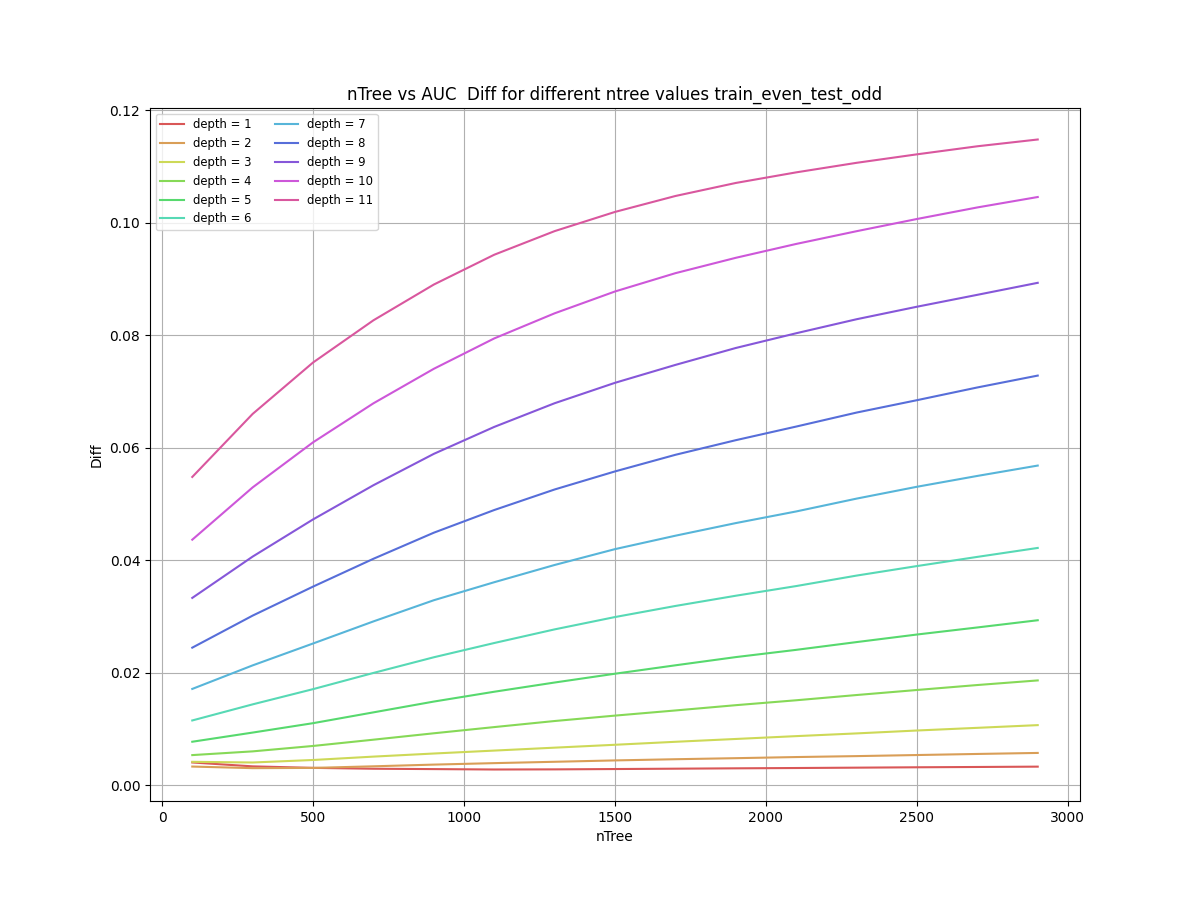 nTree vs AUC  Diff for different ntree values train_even_test_odd
0.12
0.10
0.08
0.06
0.04
0.02
0.00
Diff
depth = 1
depth = 2
depth = 3
depth = 4
depth = 5
depth = 6
depth = 7
depth = 8
depth = 9
depth = 10
depth = 11
0 500 1000 1500 2000 2500 3000
nTree